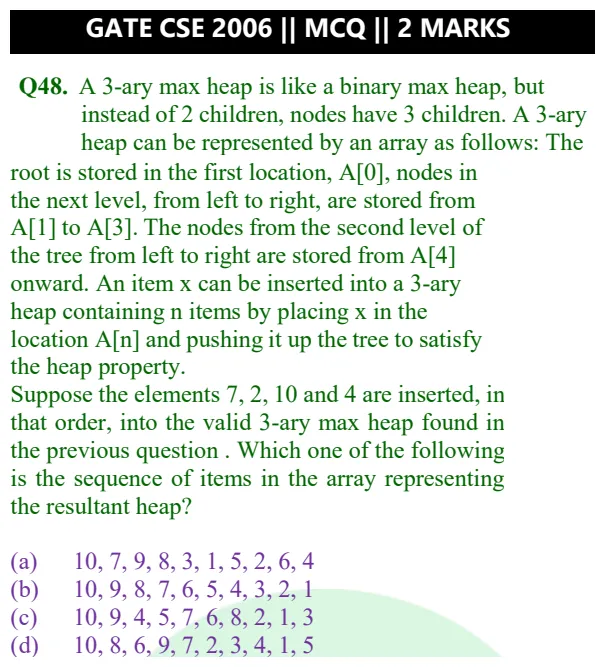 GATE CSE 2006 || MCQ || 2 MARKS
Q48. A 3-ary max heap is like a binary max heap, but
instead of 2 children, nodes have 3 children. A 3-ary
heap can be represented by an array as follows: The
root is stored in the first location, A[0], nodes in
the next level, from left to right, are stored from
A[1] to A[3]. The nodes from the second level of
the tree from left to right are stored from A[4]
onward. An item x can be inserted into a 3-ary
heap containing n items by placing x in the
location A[n] and pushing it up the tree to satisfy
the heap property.
Suppose the elements 7, 2, 10 and 4 are inserted, in
that order, into the valid 3-ary max heap found in
the previous question . Which one of the following
is the sequence of items in the array representing
the resultant heap?
(a) 10, 7, 9, 8, 3, 1, 5, 2, 6, 4
(b) 10, 9, 8, 7, 6, 5, 4, 3, 2, 1
(c) 10, 9, 4, 5, 7, 6, 8, 2, 1, 3
(d) 10, 8, 6, 9, 7, 2, 3, 4, 1, 5